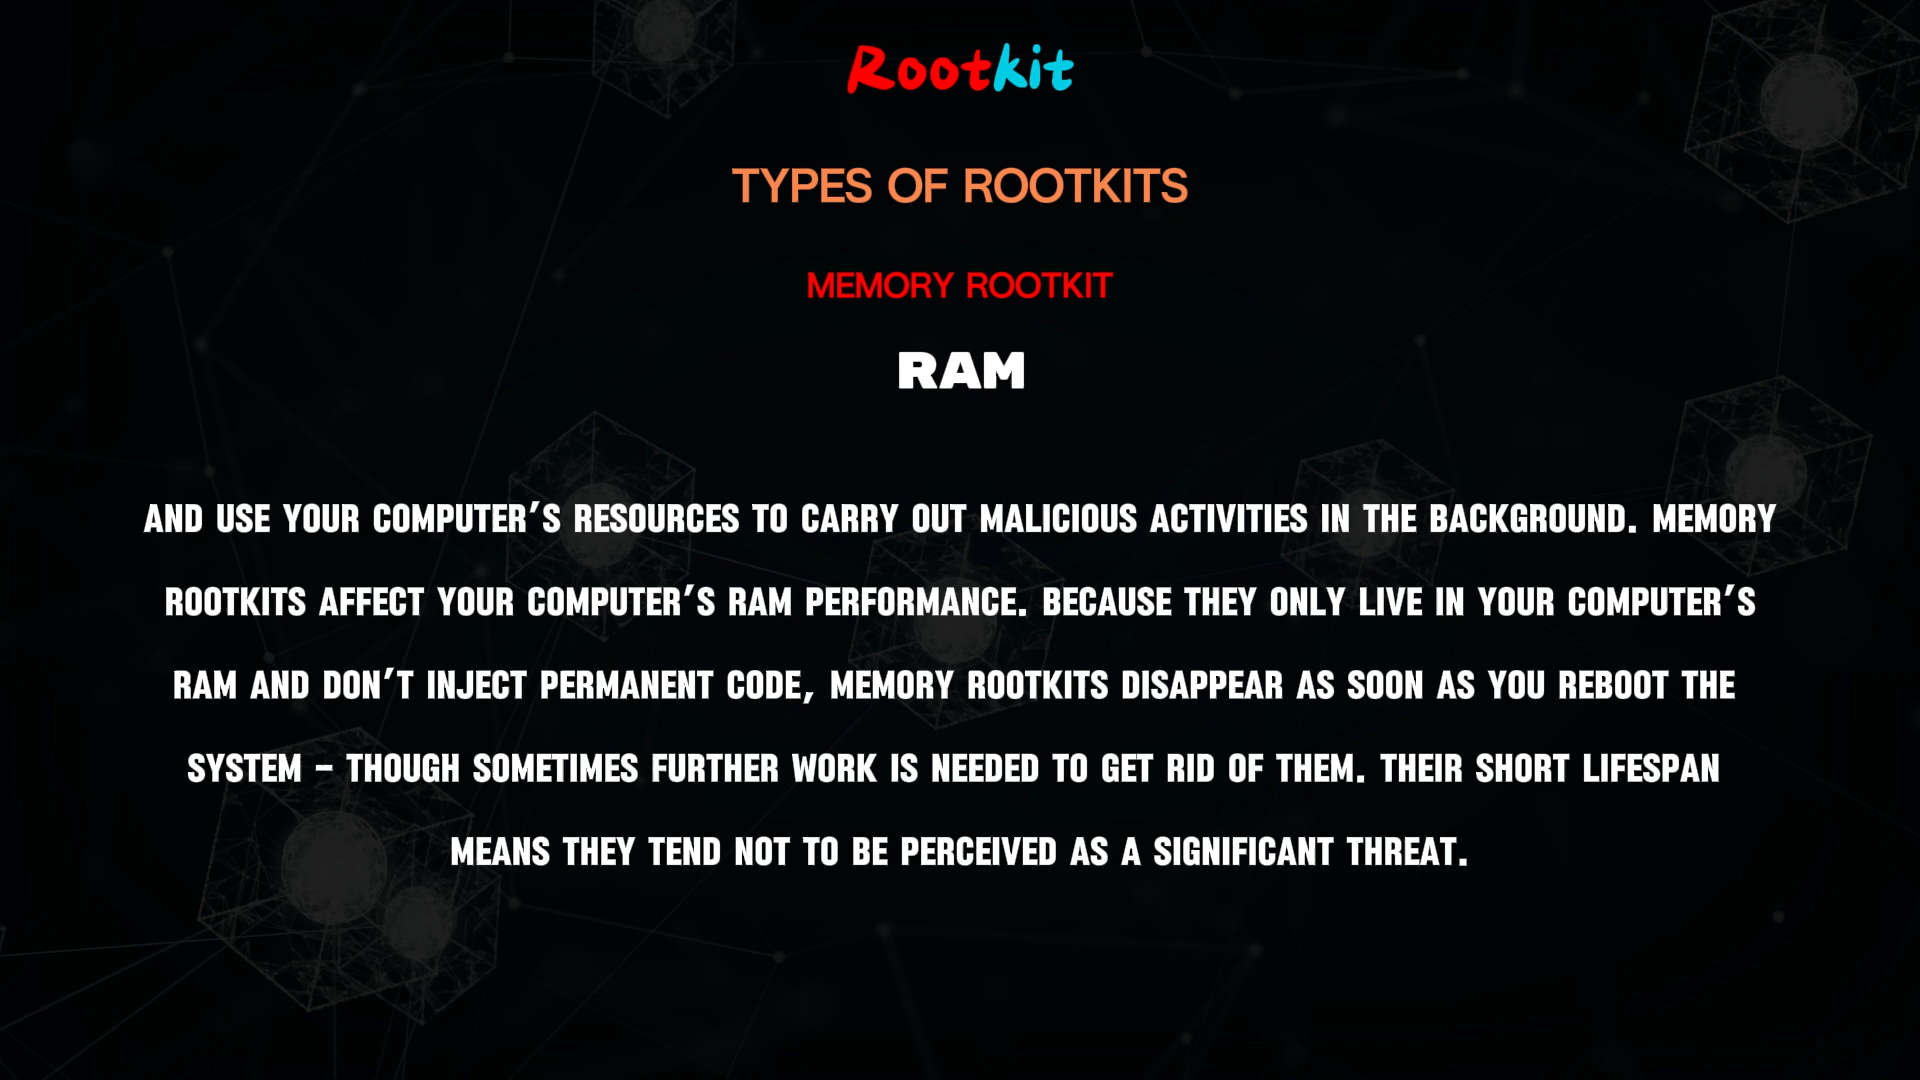 Rootkit
TYPES OF ROOTKITS
MEMORY ROOTKIT
RAM
AND USE YOUR COMPUTER’S RESOURCES TO CARRY OUT MALICIOUS ACTIVITIES IN THE BACKGROUND. MEMORY
ROOTKITS AFFECT YOUR COMPUTER’S RAM PERFORMANCE. BECAUSE THEY ONLY LIVE IN YOUR COMPUTER’S
RAM AND DON’T INJECT PERMANENT CODE, MEMORY ROOTKITS DISAPPEAR AS SOON AS YOU REBOOT THE
SYSTEM – THOUGH SOMETIMES FURTHER WORK IS NEEDED TO GET RID OF THEM. THEIR SHORT LIFESPAN
MEANS THEY TEND NOT TO BE PERCEIVED AS A SIGNIFICANT THREAT.